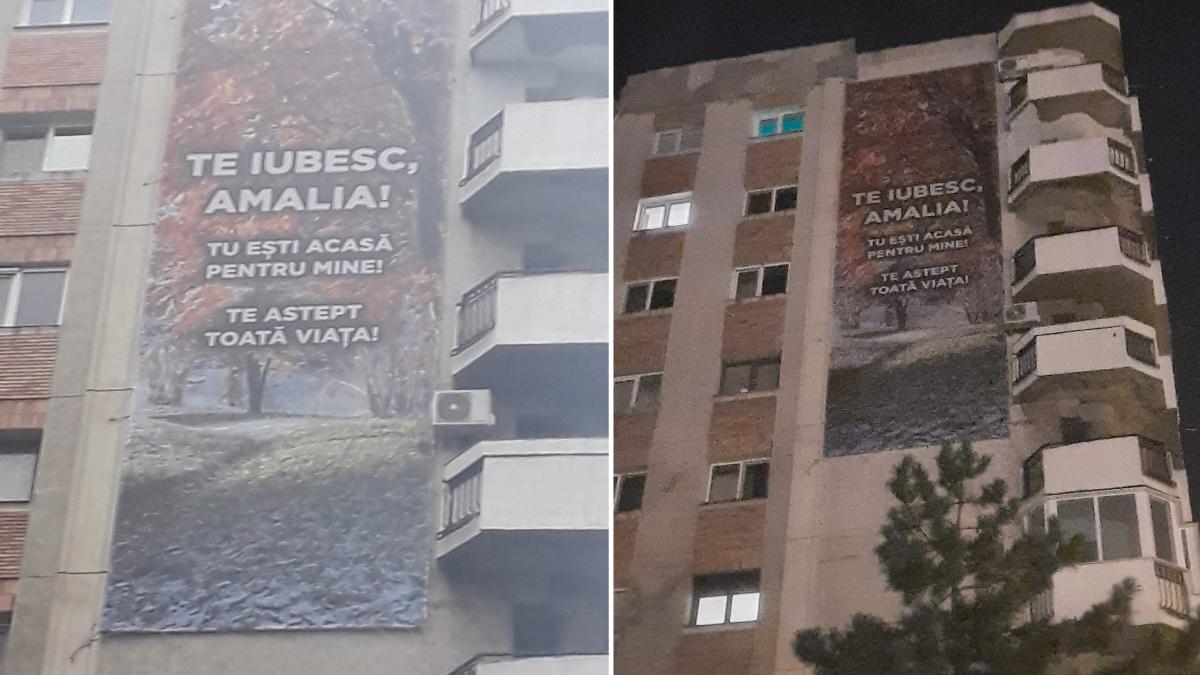 TE IUBESC,
AMALIA!
TU EȘTI ACASĂ
PENTRU MINE!
TE ASTEPT
TOATĂ VIAȚA!
TE IUBESC,
AMALIA!
TU EȘTI ACASĂ
PENTRU MINE!
TE ASTEPT
TOATĂ VIAȚA!